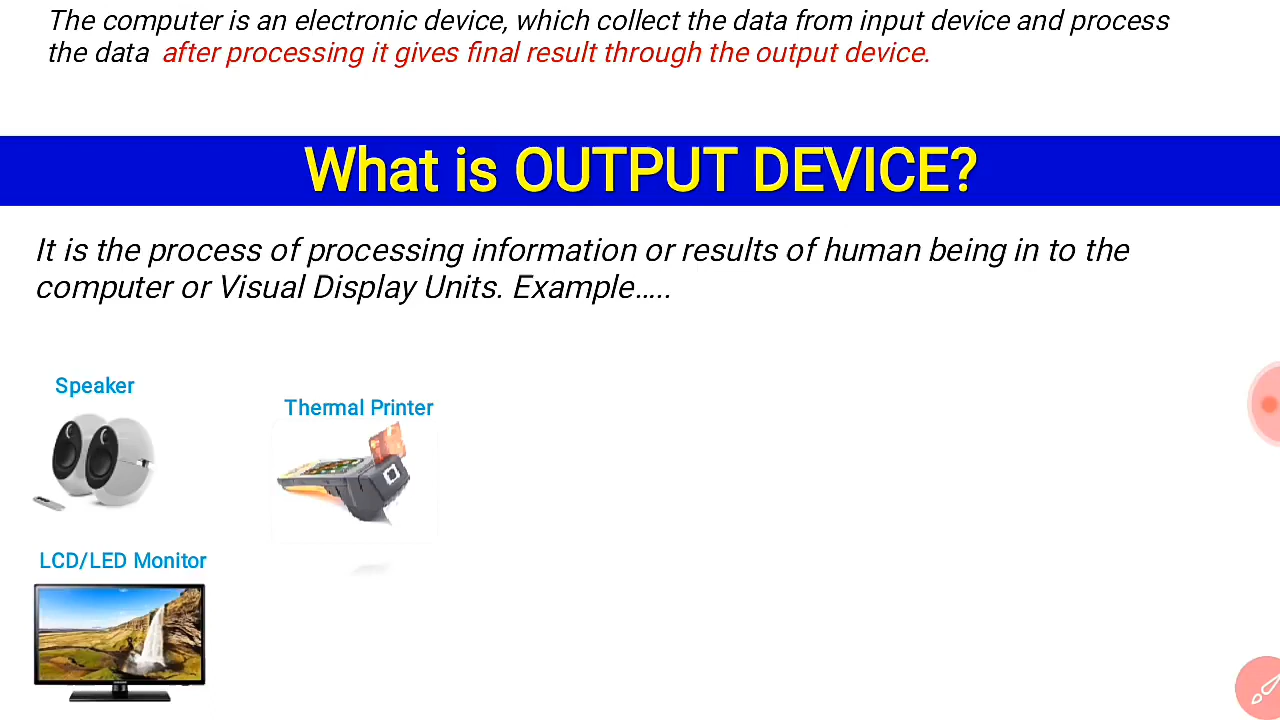 The computer is an electronic device, which collect the data from input device and process
the data after processing it gives final result through the output device.
What is OUTPUT DEVICE?
It is the process of processing information or results of human being in to the
computer or Visual Display Units. Example.....
Speaker
Thermal Printer
LCD/LED Monitor